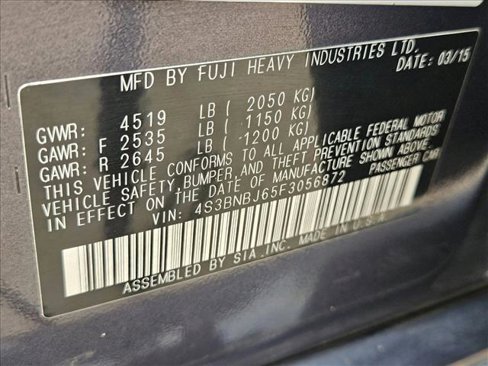 MFD BY FUJI HEAVY INDUSTRIES LTD.
DATE: 03/15
GVWR: 4519 LB ( 2050 KG)
GAWR: F 2535 LB ( 1150 KG)
GAWR: R 2645 LB ( 1200 KG)
THIS VEHICLE CONFORMS TO ALL APPLICABLE FEDERAL MOTOR
VEHICLE SAFETY, BUMPER, AND THEFT PREVENTION STANDARDS
IN EFFECT ON THE DATE OF MANUFACTURE SHOWN ABOVE.
VIN: 4S3BNBJ65F3056872 PASSENGER CAR
ASSEMBLED BY SIA, INC. MADE IN U.S.A.